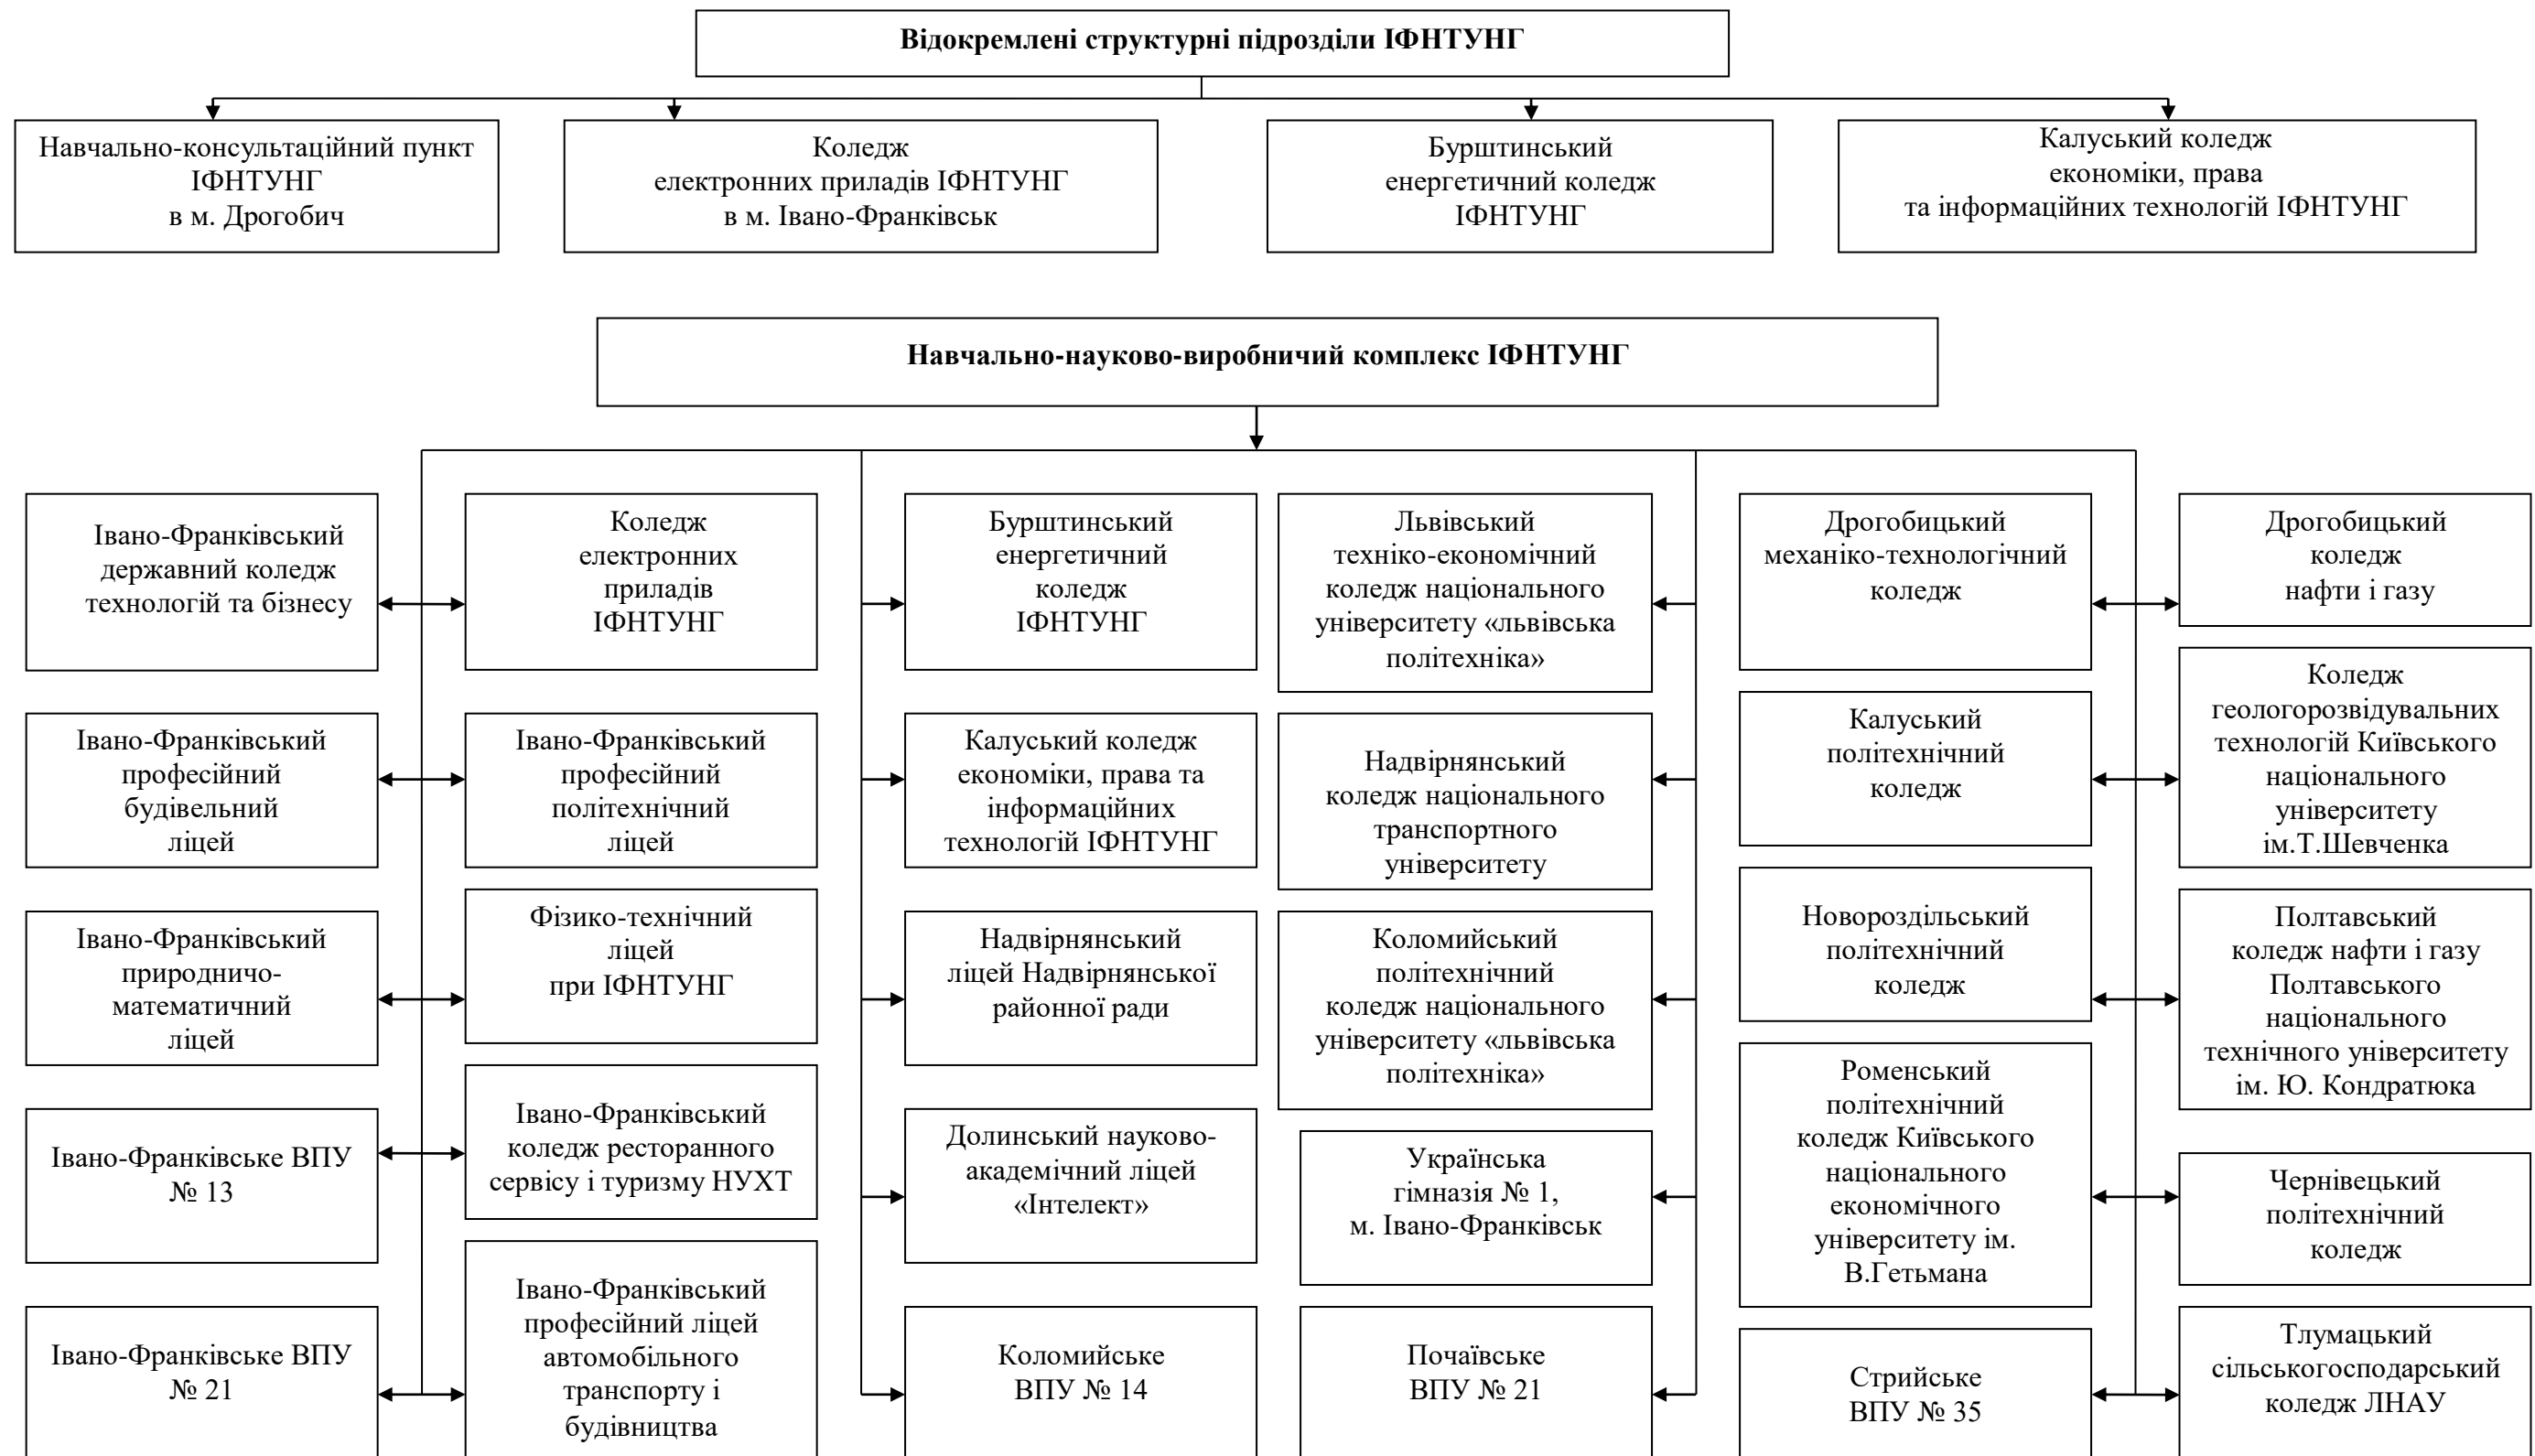 Відокремлені структурні підрозділи ІФНТУНГ
Навчально-консультаційний пункт
ІФНТУНГ
в м. Дрогобич
Коледж
електронних приладів ІФНТУНГ
в м. Івано-Франківськ
Бурштинський
енергетичний коледж
ІФНТУНГ
Калуський коледж
економіки, права
та інформаційних технологій ІФНТУНГ
Навчально-науково-виробничий комплекс ІФНТУНГ
Івано-Франківський
державний коледж
технологій та бізнесу
Коледж
електронних
приладів
ІФНТУНГ
Бурштинський
енергетичний
коледж
ІФНТУНГ
Львівський
техніко-економічний
коледж національного
університету «львівська
політехніка»
Дрогобицький
механіко-технологічний
коледж
Дрогобицький
коледж
нафти і газу
Івано-Франківський
професійний
будівельний
ліцей
Івано-Франківський
професійний
політехнічний
ліцей
Калуський коледж
економіки, права та
інформаційних
технологій ІФНТУНГ
Надвірнянський
коледж національного
транспортного
університету
Калуський
політехнічний
коледж
Коледж
геологорозвідувальних
технологій Київського
національного
університету
ім.Т.Шевченка
Івано-Франківський
природничо-
математичний
ліцей
Фізико-технічний
ліцей
при ІФНТУНГ
Надвірнянський
ліцей Надвірнянської
районної ради
Коломийський
політехнічний
коледж національного
університету «львівська
політехніка»
Новороздільський
політехнічний
коледж
Полтавський
коледж нафти і газу
Полтавського
національного
технічного університету
ім. Ю. Кондратюка
Івано-Франківське ВПУ
№ 13
Івано-Франківський
коледж ресторанного
сервісу і туризму НУХТ
Долинський науково-
академічний ліцей
«Інтелект»
Українська
гімназія № 1,
м. Івано-Франківськ
Роменський
політехнічний
коледж Київського
національного
економічного
університету ім.
В.Гетьмана
Чернівецький
політехнічний
коледж
Івано-Франківське ВПУ
№ 21
Івано-Франківський
професійний ліцей
автомобільного
транспорту і
будівництва
Коломийське
ВПУ № 14
Почаївське
ВПУ № 21
Стрийське
ВПУ № 35
Тлумацький
сільськогосподарський
коледж ЛНАУ